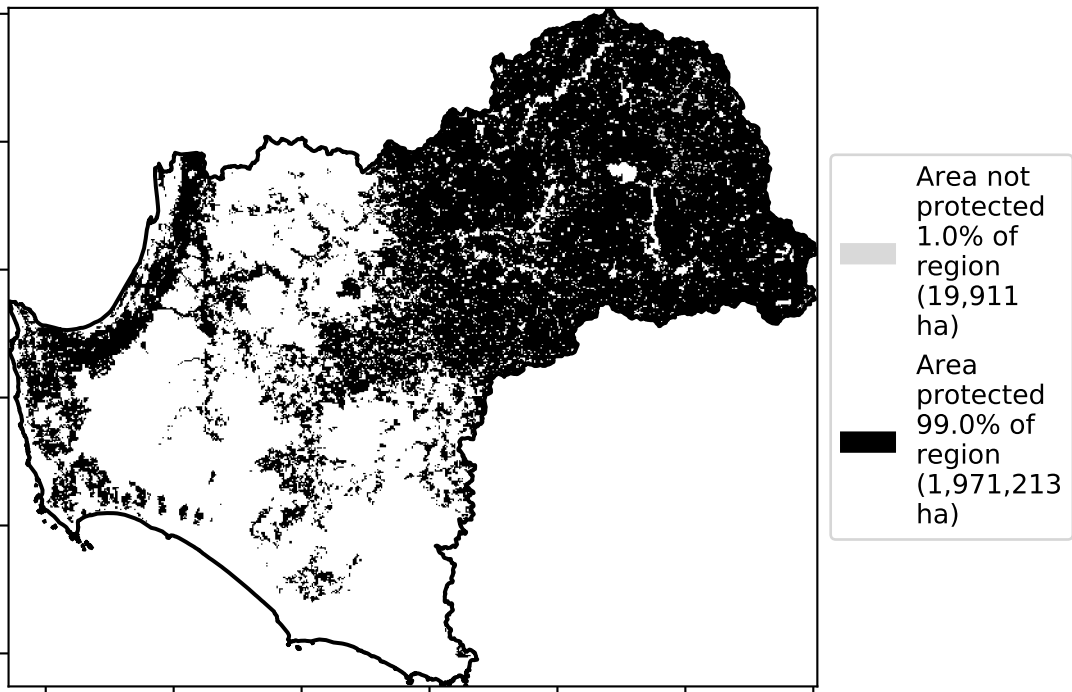 Area not
protected
1.0% of
region
(19,911
ha)
Area
protected
99.0% of
region
(1,971,213
ha)